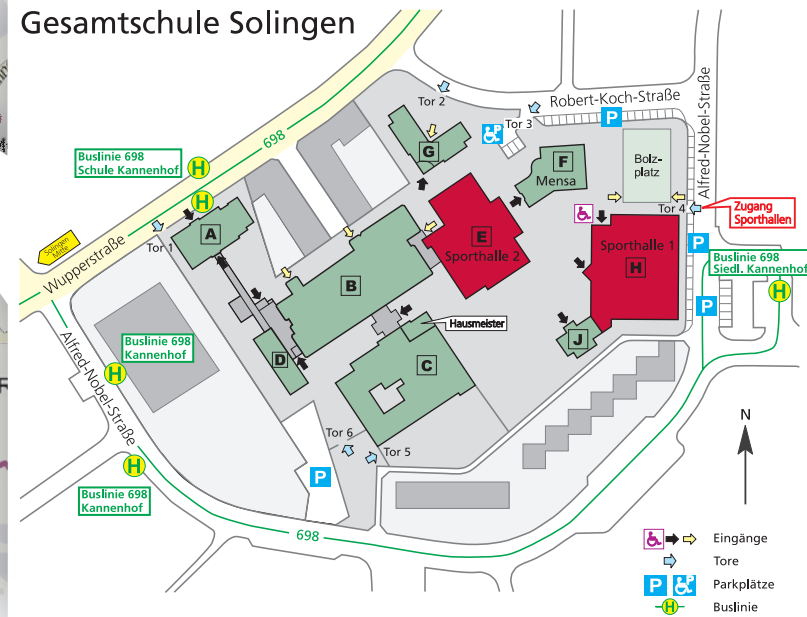 Gesamtschule Solingen
Tor 2
Robert-Koch-Straße
Alfred-Nobel-Straße
Tor 3
P
P
698
Buslinie 698
Schule Kannenhof
H
H
G
F
Mensa
Bolz-
platz
Tor 4
Zugang
Sporthallen
A
Tor 1
Solingen
Mitte
Wupperstraße
E
Sporthalle 2
Sporthalle 1
H
P
Buslinie 698
Siedl. Kannenhof
H
B
P
Hausmeister
J
Alfred-Nobel-Straße
Buslinie 698
Kannenhof
H
D
C
Tor 6
Tor 5
H
P
Buslinie 698
Kannenhof
698
N
Eingänge
Tore
P
P
Parkplätze
H
Buslinie